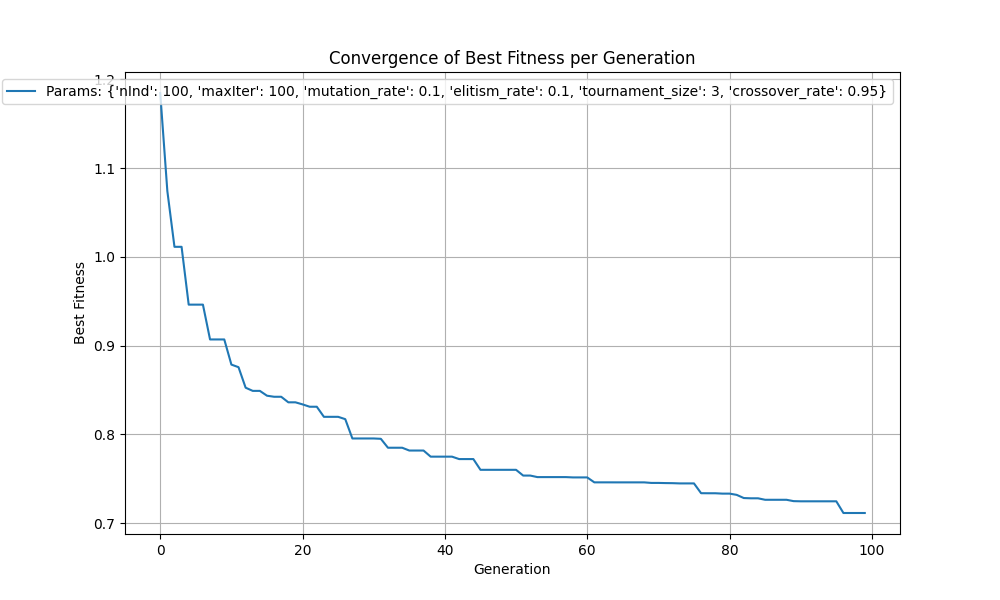 Convergence of Best Fitness per Generation
1.2
Params: {'nInd': 100, 'maxIter': 100, 'mutation_rate': 0.1, 'elitism_rate': 0.1, 'tournament_size': 3, 'crossover_rate': 0.95}
1.1
1.0
0.9
0.8
0.7
Best Fitness
0 20 40 60 80 100
Generation